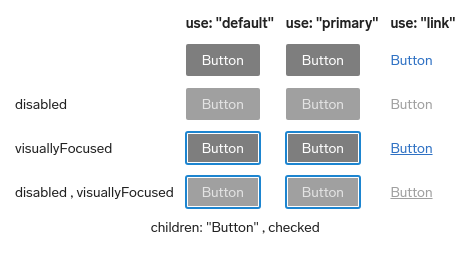 use: "default" use: "primary" use: "link"
Button Button Button
disabled Button Button Button
visuallyFocused Button Button Button
disabled , visuallyFocused Button Button Button
children: "Button" , checked